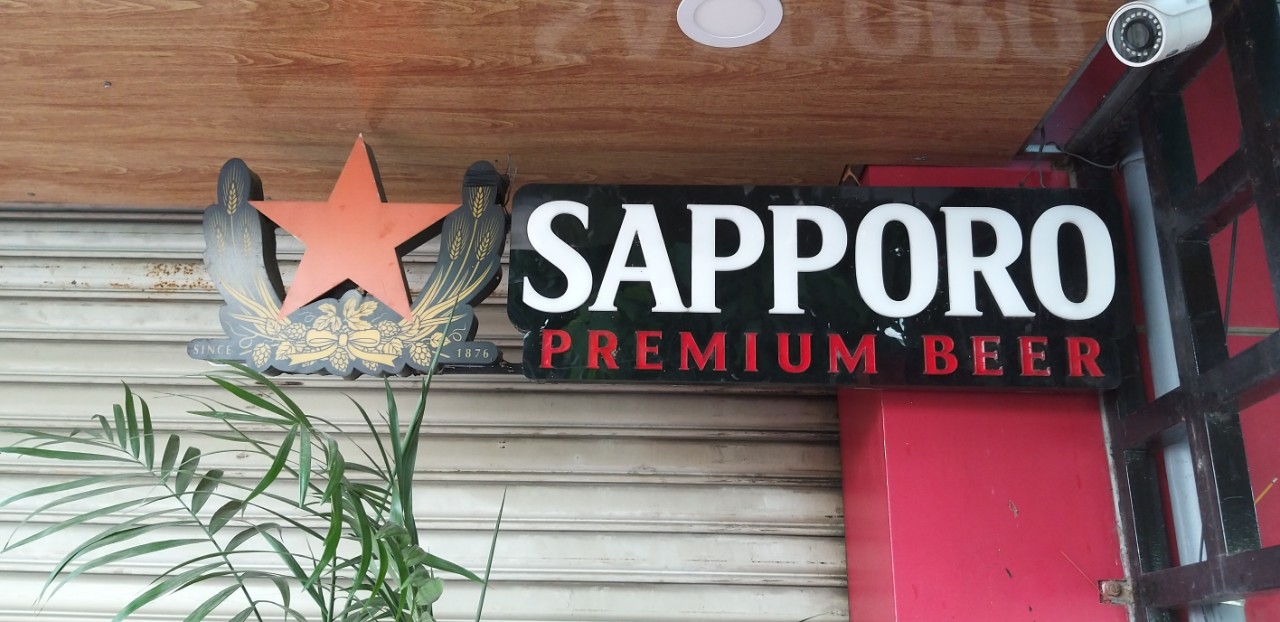 SAPPORO
PREMIUM BEER
SINCE 1876